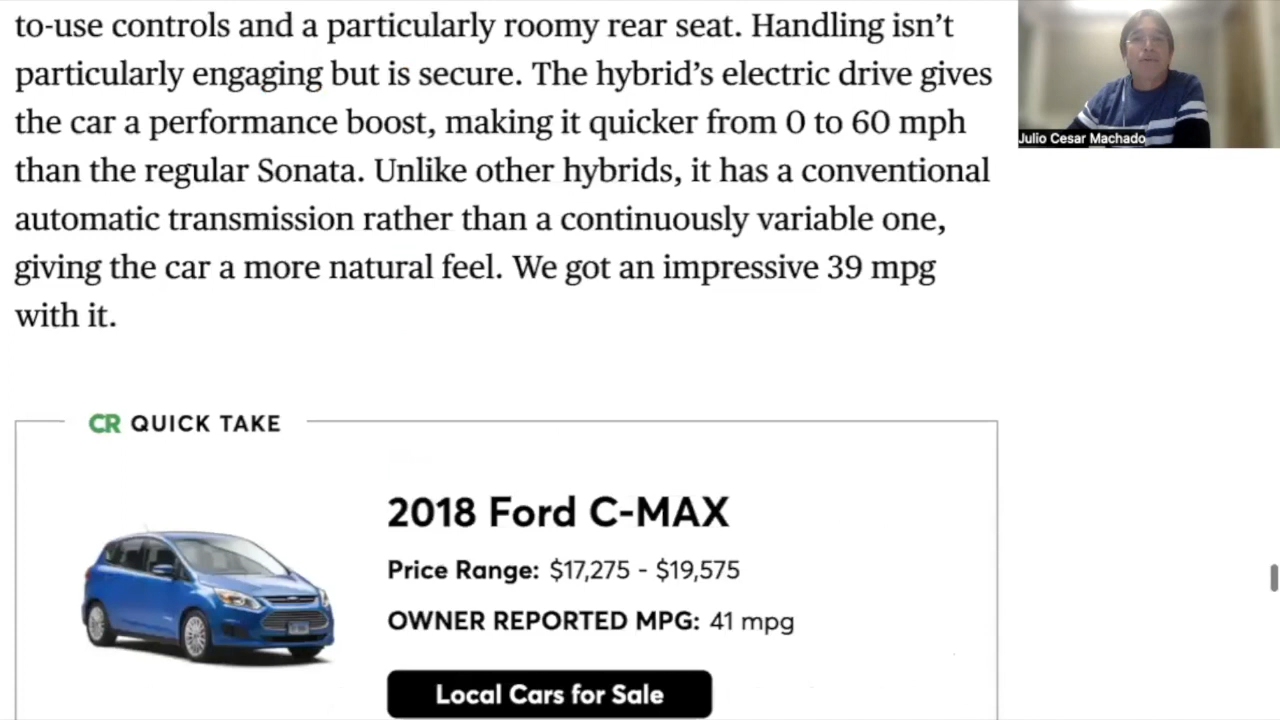 to-use controls and a particularly roomy rear seat. Handling isn’t
particularly engaging but is secure. The hybrid’s electric drive gives
the car a performance boost, making it quicker from 0 to 60 mph
than the regular Sonata. Unlike other hybrids, it has a conventional
automatic transmission rather than a continuously variable one,
giving the car a more natural feel. We got an impressive 39 mpg
with it.
Julio Cesar Machado
CR QUICK TAKE
2018 Ford C-MAX
Price Range: $17,275 - $19,575
OWNER REPORTED MPG: 41 mpg
Local Cars for Sale